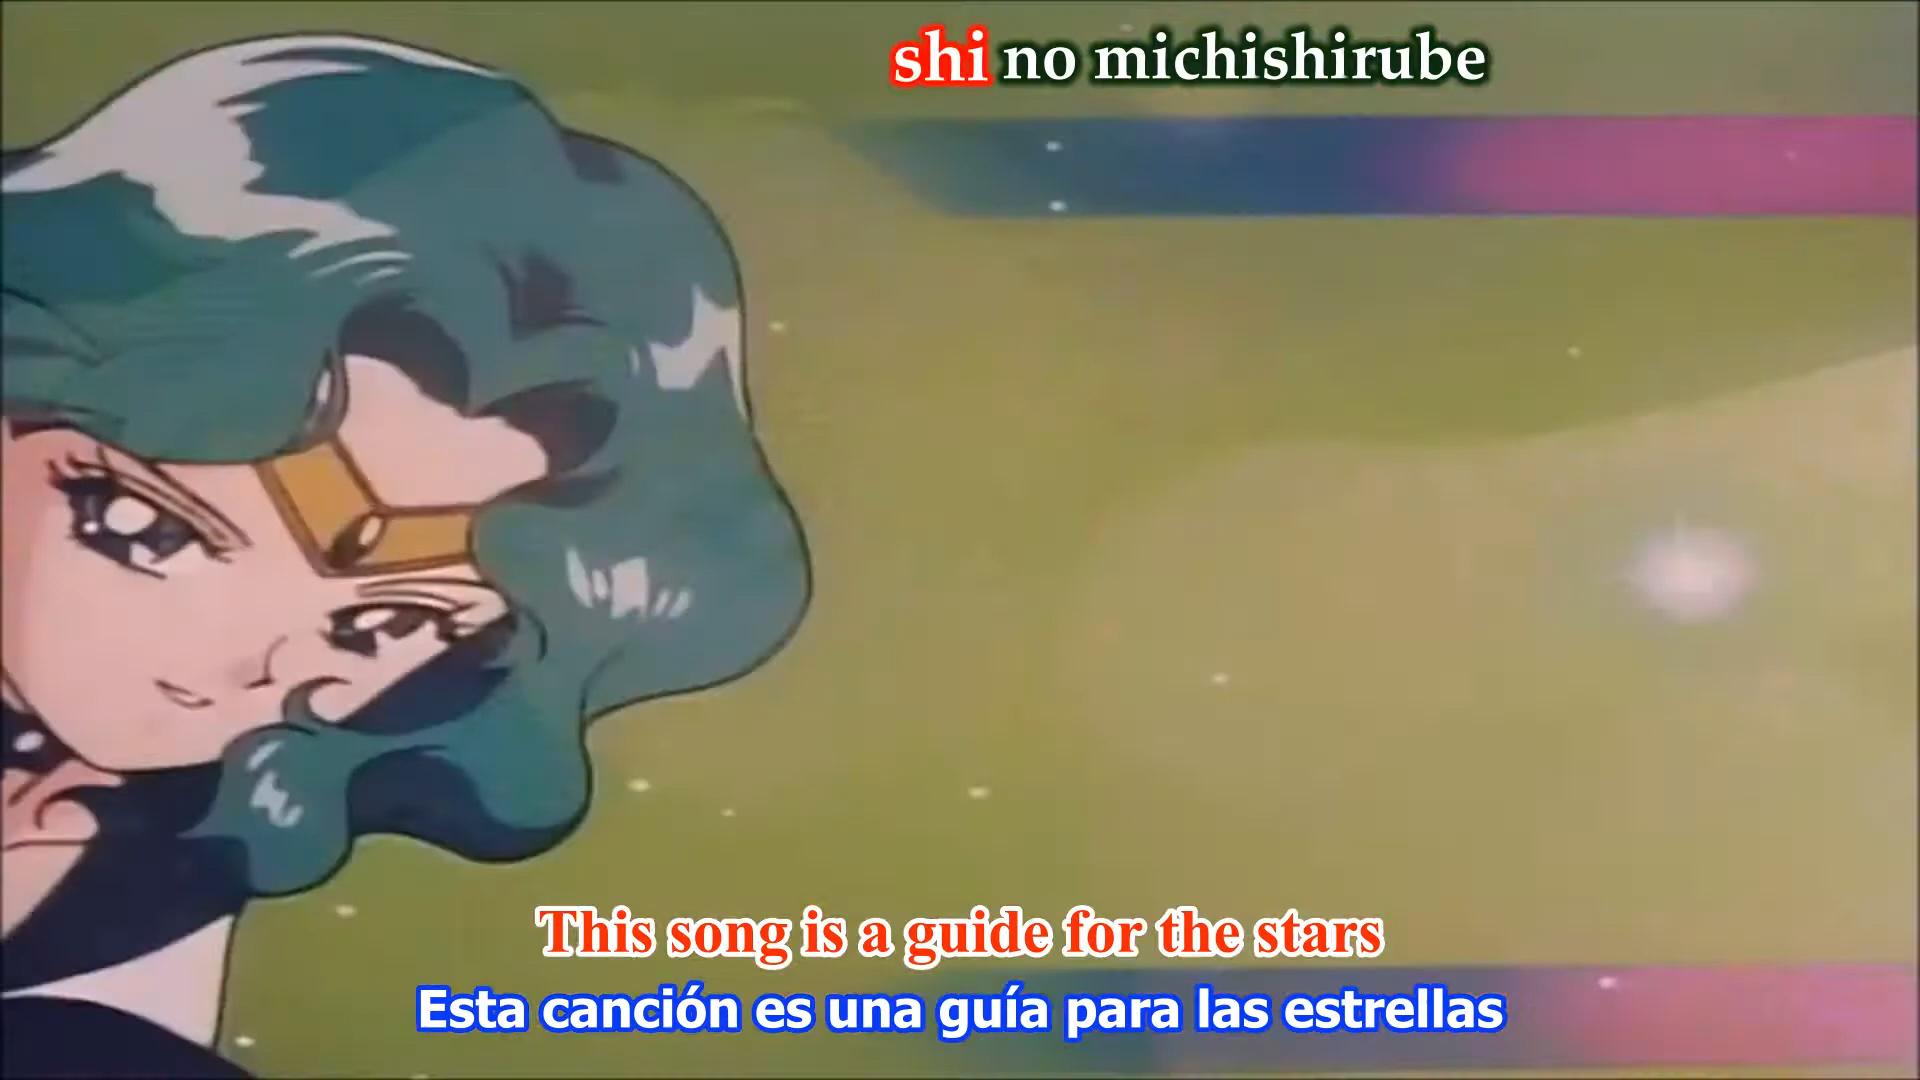 shi no michishirube
This song is a guide for the stars
Esta canción es una guía para las estrellas